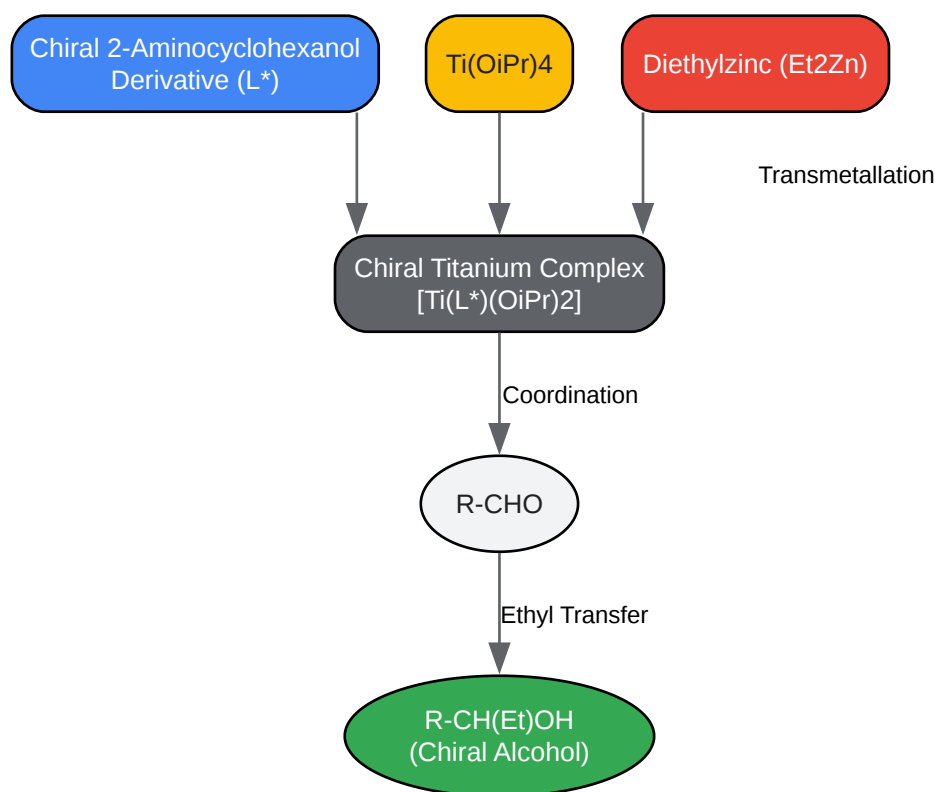 Chiral 2-Aminocyclohexanol
Derivative (L*)
Ti(OiPr)4
Diethylzinc (Et2Zn)
Transmetallation
Chiral Titanium Complex
[Ti(L*)(OiPr)2]
Coordination
R-CHO
Ethyl Transfer
R-CH(Et)OH
(Chiral Alcohol)